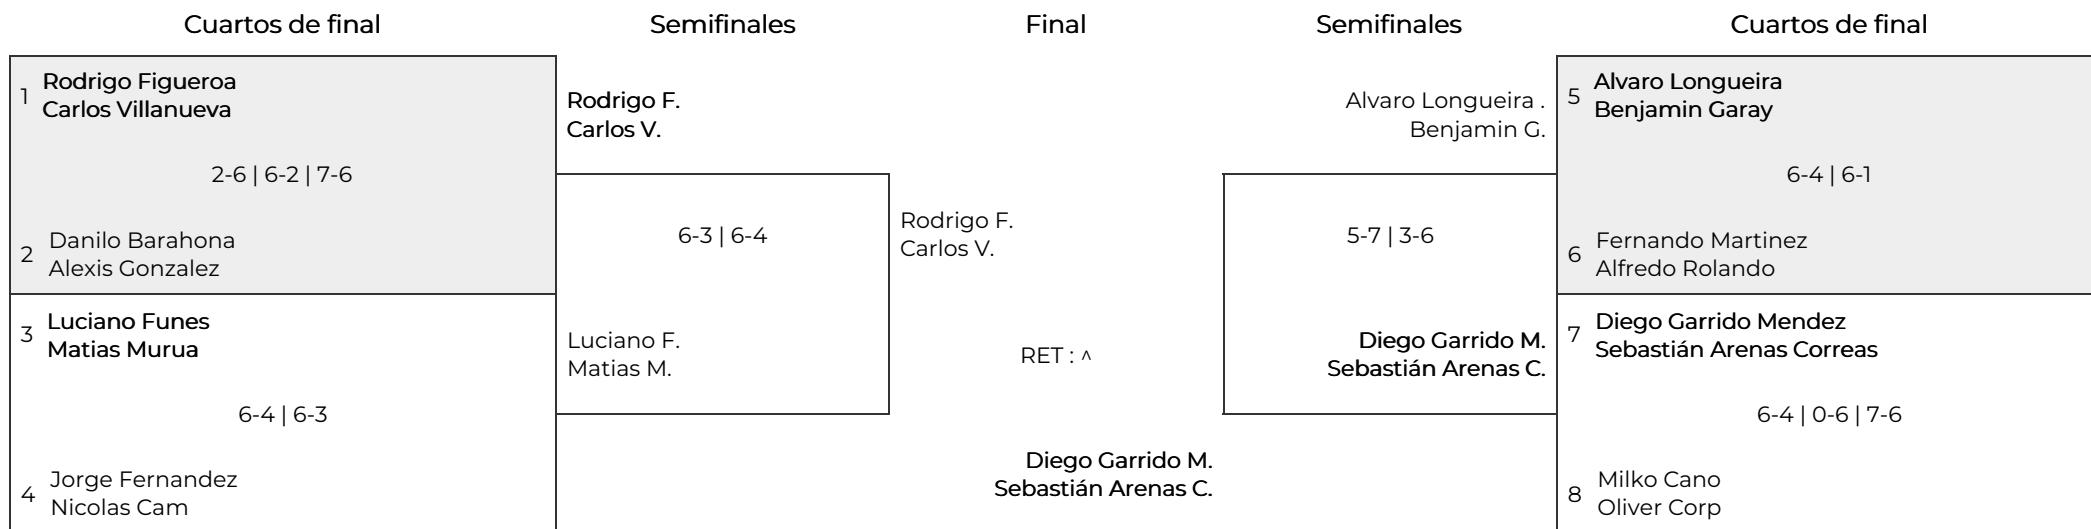 Cuartos de final
Semifinales
Final
Semifinales
Cuartos de final
1
Rodrigo Figueroa
Carlos Villanueva
2-6 | 6-2 | 7-6
2
Danilo Barahona
Alexis Gonzalez
3
Luciano Funes
Matias Murua
6-4 | 6-3
4
Jorge Fernandez
Nicolas Cam
Rodrigo F.
Carlos V.
6-3 | 6-4
Luciano F.
Matias M.
Rodrigo F.
Carlos V.
RET : ^
Diego Garrido M.
Sebastián Arenas C.
Alvaro Longueira .
Benjamin G.
5-7 | 3-6
Diego Garrido M.
Sebastián Arenas C.
5
Alvaro Longueira
Benjamin Garay
6-4 | 6-1
6
Fernando Martinez
Alfredo Rolando
7
Diego Garrido Mendez
Sebastián Arenas Correas
6-4 | 0-6 | 7-6
8
Milko Cano
Oliver Corp